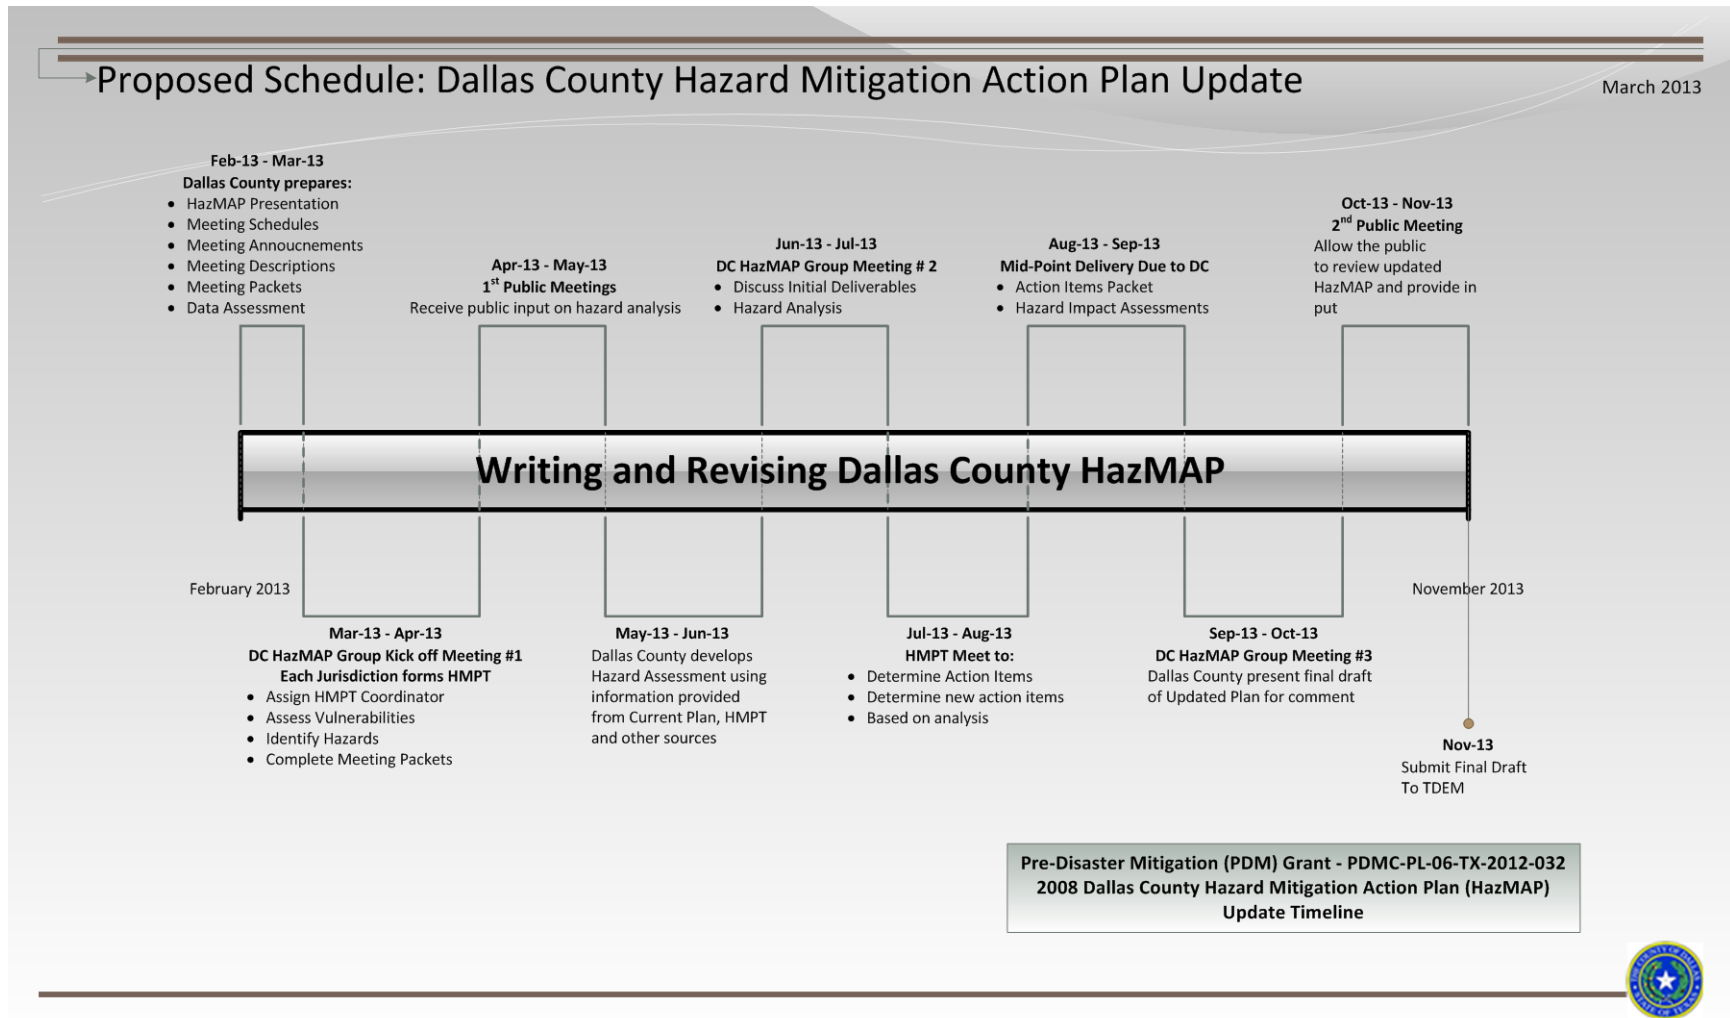 Proposed Schedule: Dallas County Hazard Mitigation Action Plan Update
March 2013
Feb-13 - Mar-13
Dallas County prepares:
• HazMAP Presentation
• Meeting Schedules
• Meeting Annoucnements
• Meeting Descriptions
• Meeting Packets
• Data Assessment
Apr-13 - May-13
1st Public Meetings
Receive public input on hazard analysis
Jun-13 - Jul-13
DC HazMAP Group Meeting # 2
• Discuss Initial Deliverables
• Hazard Analysis
Aug-13 - Sep-13
Mid-Point Delivery Due to DC
• Action Items Packet
• Hazard Impact Assessments
Oct-13 - Nov-13
2nd Public Meeting
Allow the public
to review updated
HazMAP and provide in
put
Writing and Revising Dallas County HazMAP
February 2013
November 2013
Mar-13 - Apr-13
DC HazMAP Group Kick off Meeting #1
Each Jurisdiction forms HMPT
• Assign HMPT Coordinator
• Assess Vulnerabilities
• Identify Hazards
• Complete Meeting Packets
May-13 - Jun-13
Dallas County develops
Hazard Assessment using
information provided
from Current Plan, HMPT
and other sources
Jul-13 - Aug-13
HMPT Meet to:
• Determine Action Items
• Determine new action items
• Based on analysis
Sep-13 - Oct-13
DC HazMAP Group Meeting #3
Dallas County present final draft
of Updated Plan for comment
Nov-13
Submit Final Draft
To TDEM
Pre-Disaster Mitigation (PDM) Grant - PDMC-PL-06-TX-2012-032
2008 Dallas County Hazard Mitigation Action Plan (HazMAP)
Update Timeline
THE COUNTY OF DALLAS
STATE OF TEXAS